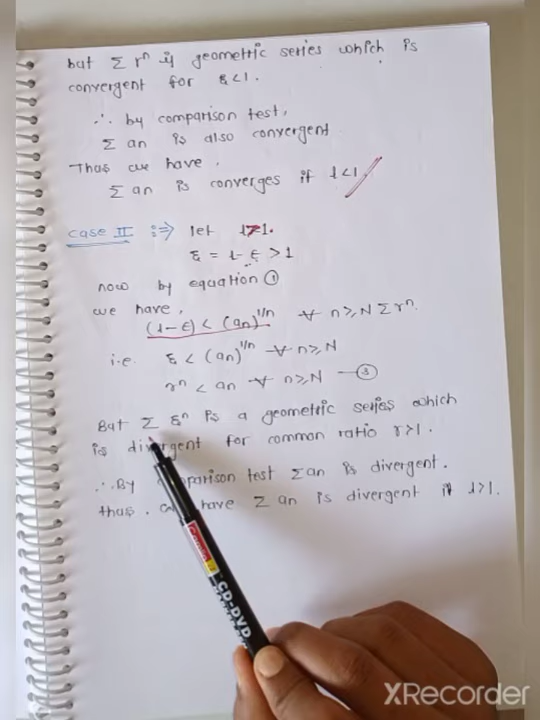 but Σ rⁿ is geometric series which is
convergent for ξ<1.
∴ by comparison test,
Σ an is also convergent
Thus we have,
Σ an is converges if l<1
case II :⇒ let l>1.
ξ = l - ε > 1
now by equation ①
we have,
(l-ε) < (an)^1/n ∀ n≥N Σrⁿ.
i.e. ξ < (an)^1/n ∀ n≥N
rⁿ < an ∀ n≥N —③
But Σ ξⁿ is a geometric series which
is divergent for common ratio r>1.
∴ By test Σan is divergent.
thus. have Σ an is divergent if l>1.
CD-DVD
XRecorder